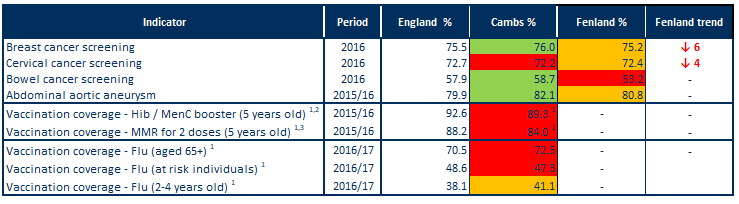 Indicator Period England % Cambs % Fenland % Fenland trend
Breast cancer screening 2016 75.5 76.0 75.2 ↓ 6
Cervical cancer screening 2016 72.7 72.2 72.4 ↓ 4
Bowel cancer screening 2016 57.9 58.7 53.2 -
Abdominal aortic aneurysm 2015/16 79.9 82.1 80.8 -
Vaccination coverage - Hib / MenC booster (5 years old) 1,2 2015/16 92.6 89.3 - -
Vaccination coverage - MMR for 2 doses (5 years old) 1,3 2015/16 88.2 84.0 - -
Vaccination coverage - Flu (aged 65+) 1 2016/17 70.5 72.5 - -
Vaccination coverage - Flu (at risk individuals) 1 2016/17 48.6 47.3 - -
Vaccination coverage - Flu (2-4 years old) 1 2016/17 38.1 41.1 - -